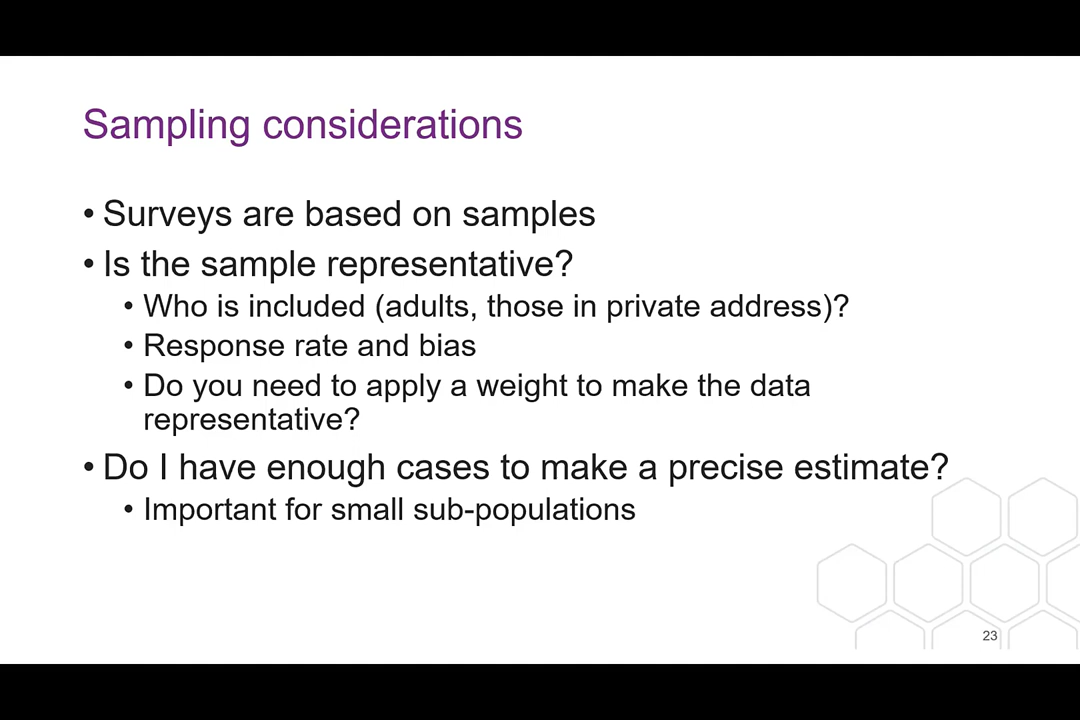 Sampling considerations
• Surveys are based on samples
• Is the sample representative?
• Who is included (adults, those in private address)?
• Response rate and bias
• Do you need to apply a weight to make the data
representative?
• Do I have enough cases to make a precise estimate?
• Important for small sub-populations
23